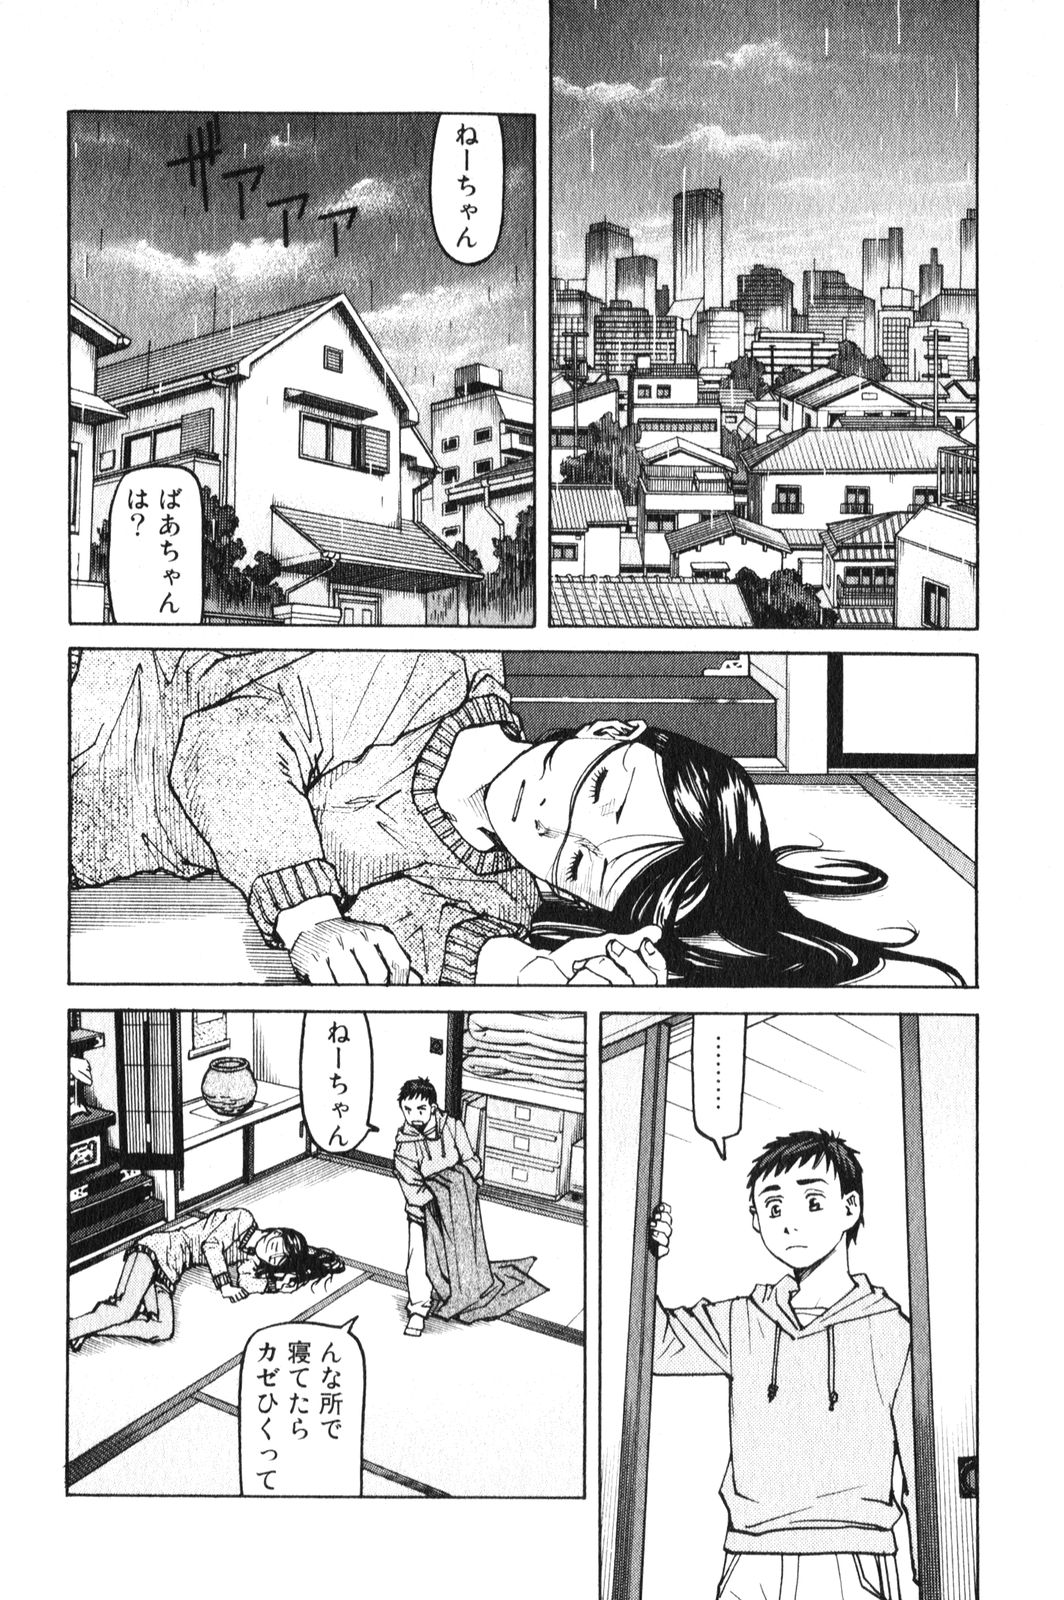 ねーちゃん
ザアアア
ばあちゃん
は？
………
ねーちゃん
んな所で
寝てたら
カゼひくって